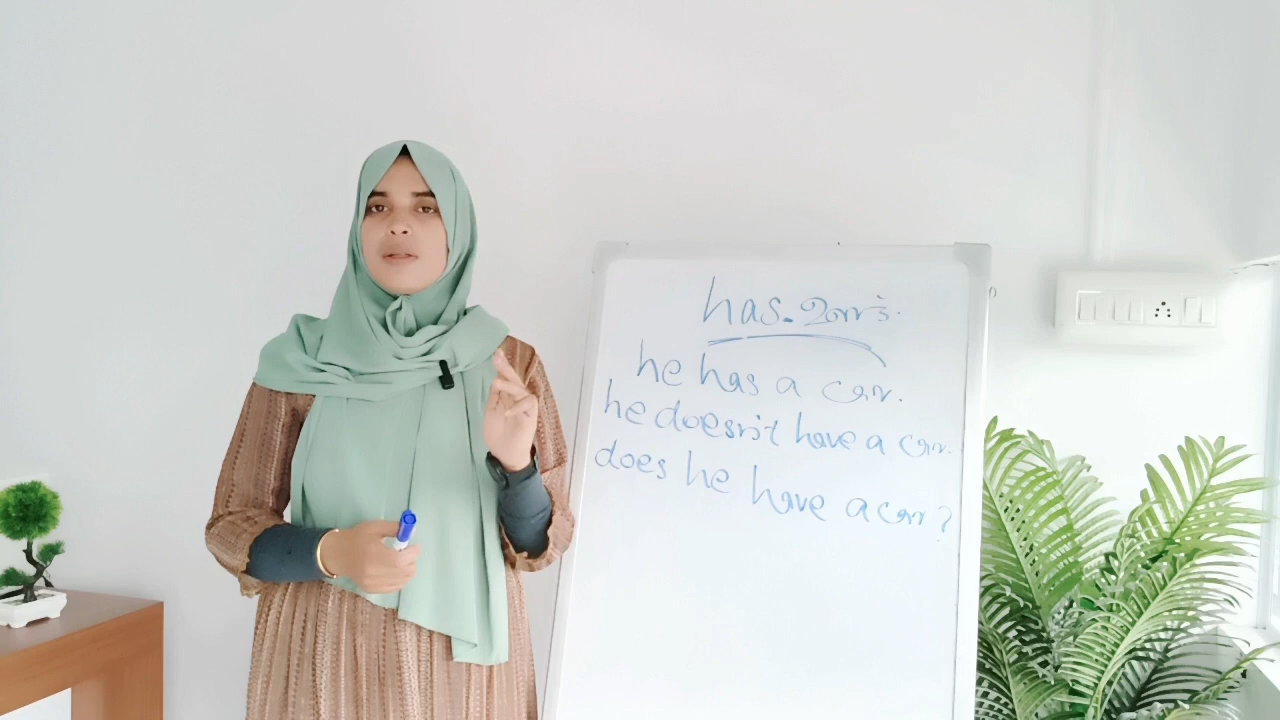 has - ഉണ്ട്.
he has a car.
he doesn't have a car.
does he have a car?